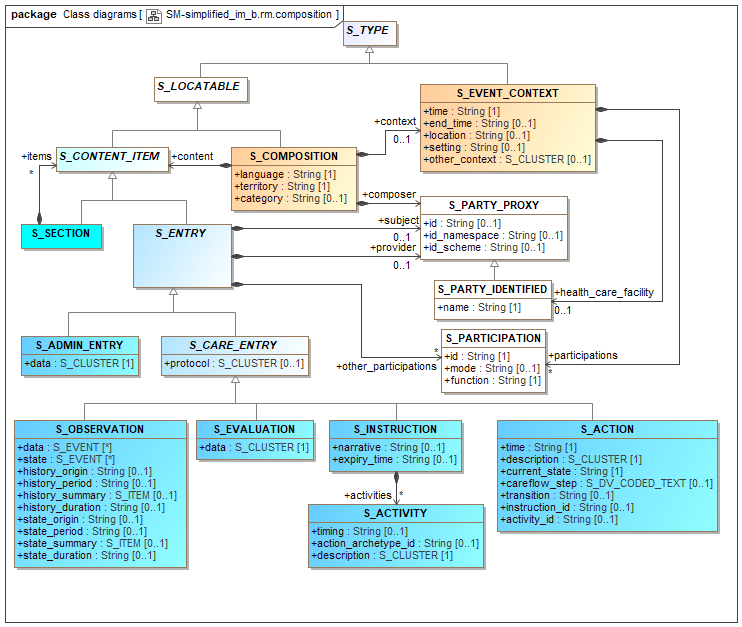 package Class diagrams [ SM-simplified_im_b.rm.composition ]
S_TYPE
S_LOCATABLE
S_EVENT_CONTEXT
+time : String [1]
+end_time : String [0..1]
+location : String [0..1]
+setting : String [0..1]
+other_context : S_CLUSTER [0..1]
+context
0..1
+items
*
S_CONTENT_ITEM
+content
S_COMPOSITION
+language : String [1]
+territory : String [1]
+category : String [0..1]
+composer
+subject
0..1
+provider
0..1
S_PARTY_PROXY
+id : String [0..1]
+id_namespace : String [0..1]
+id_scheme : String [0..1]
S_SECTION
S_ENTRY
S_PARTY_IDENTIFIED
+name : String [1]
+health_care_facility
0..1
S_ADMIN_ENTRY
+data : S_CLUSTER [1]
S_CARE_ENTRY
+protocol : S_CLUSTER [0..1]
*
+other_participations
S_PARTICIPATION
+id : String [1]
+mode : String [0..1]
+function : String [1]
+participations
*
S_OBSERVATION
+data : S_EVENT [*]
+state : S_EVENT [*]
+history_origin : String [0..1]
+history_period : String [0..1]
+history_summary : S_ITEM [0..1]
+history_duration : String [0..1]
+state_origin : String [0..1]
+state_period : String [0..1]
+state_summary : S_ITEM [0..1]
+state_duration : String [0..1]
S_EVALUATION
+data : S_CLUSTER [1]
S_INSTRUCTION
+narrative : String [0..1]
+expiry_time : String [0..1]
+activities
*
S_ACTIVITY
+timing : String [0..1]
+action_archetype_id : String [0..1]
+description : S_CLUSTER [1]
S_ACTION
+time : String [1]
+description : S_CLUSTER [1]
+current_state : String [1]
+careflow_step : S_DV_CODED_TEXT [0..1]
+transition : String [0..1]
+instruction_id : String [0..1]
+activity_id : String [0..1]